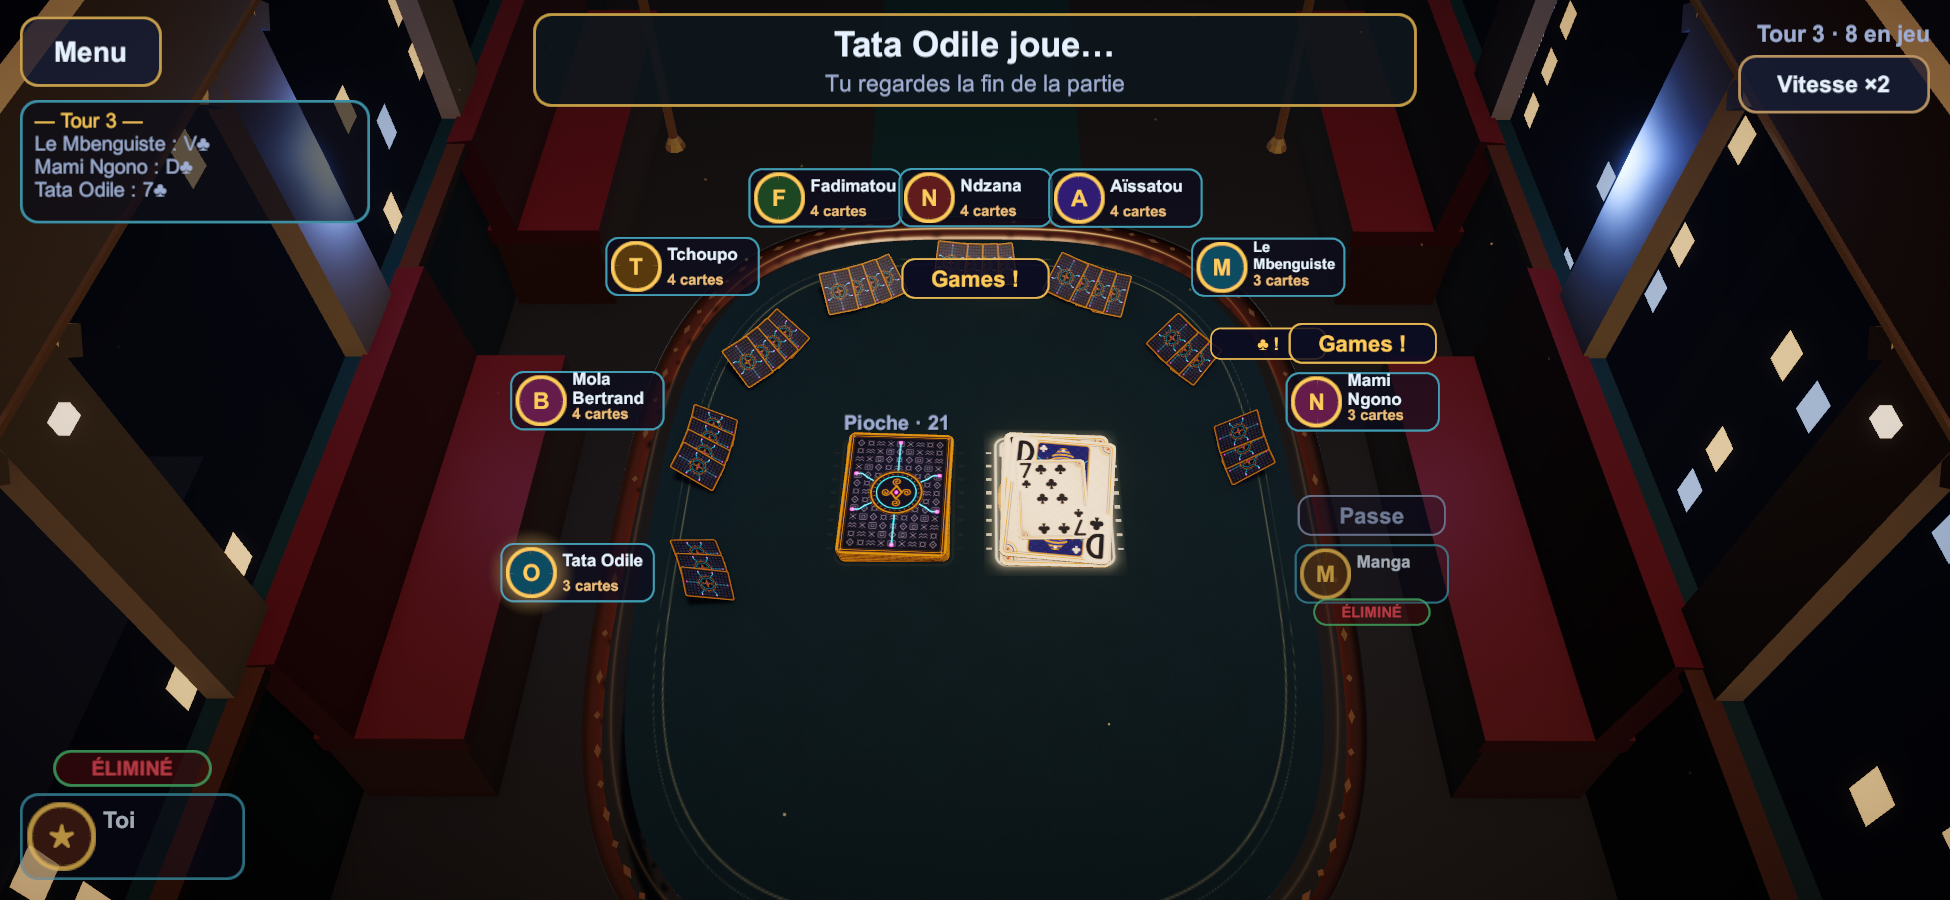 Menu
Tata Odile joue...
Tu regardes la fin de la partie
Tour 3 · 8 en jeu
Vitesse ×2
— Tour 3 —
Le Mbenguiste : V♣
Mami Ngono : D♣
Tata Odile : 7♣
F
Fadimatou
4 cartes
N
Ndzana
4 cartes
A
Aïssatou
4 cartes
T
Tchoupo
4 cartes
M
Le
Mbenguiste
3 cartes
Games !
♣ !
Games !
B
Mola
Bertrand
4 cartes
N
Mami
Ngono
3 cartes
Pioche · 21
D
7
7
D
Passe
O
Tata Odile
3 cartes
M
Manga
ÉLIMINÉ
ÉLIMINÉ
Toi